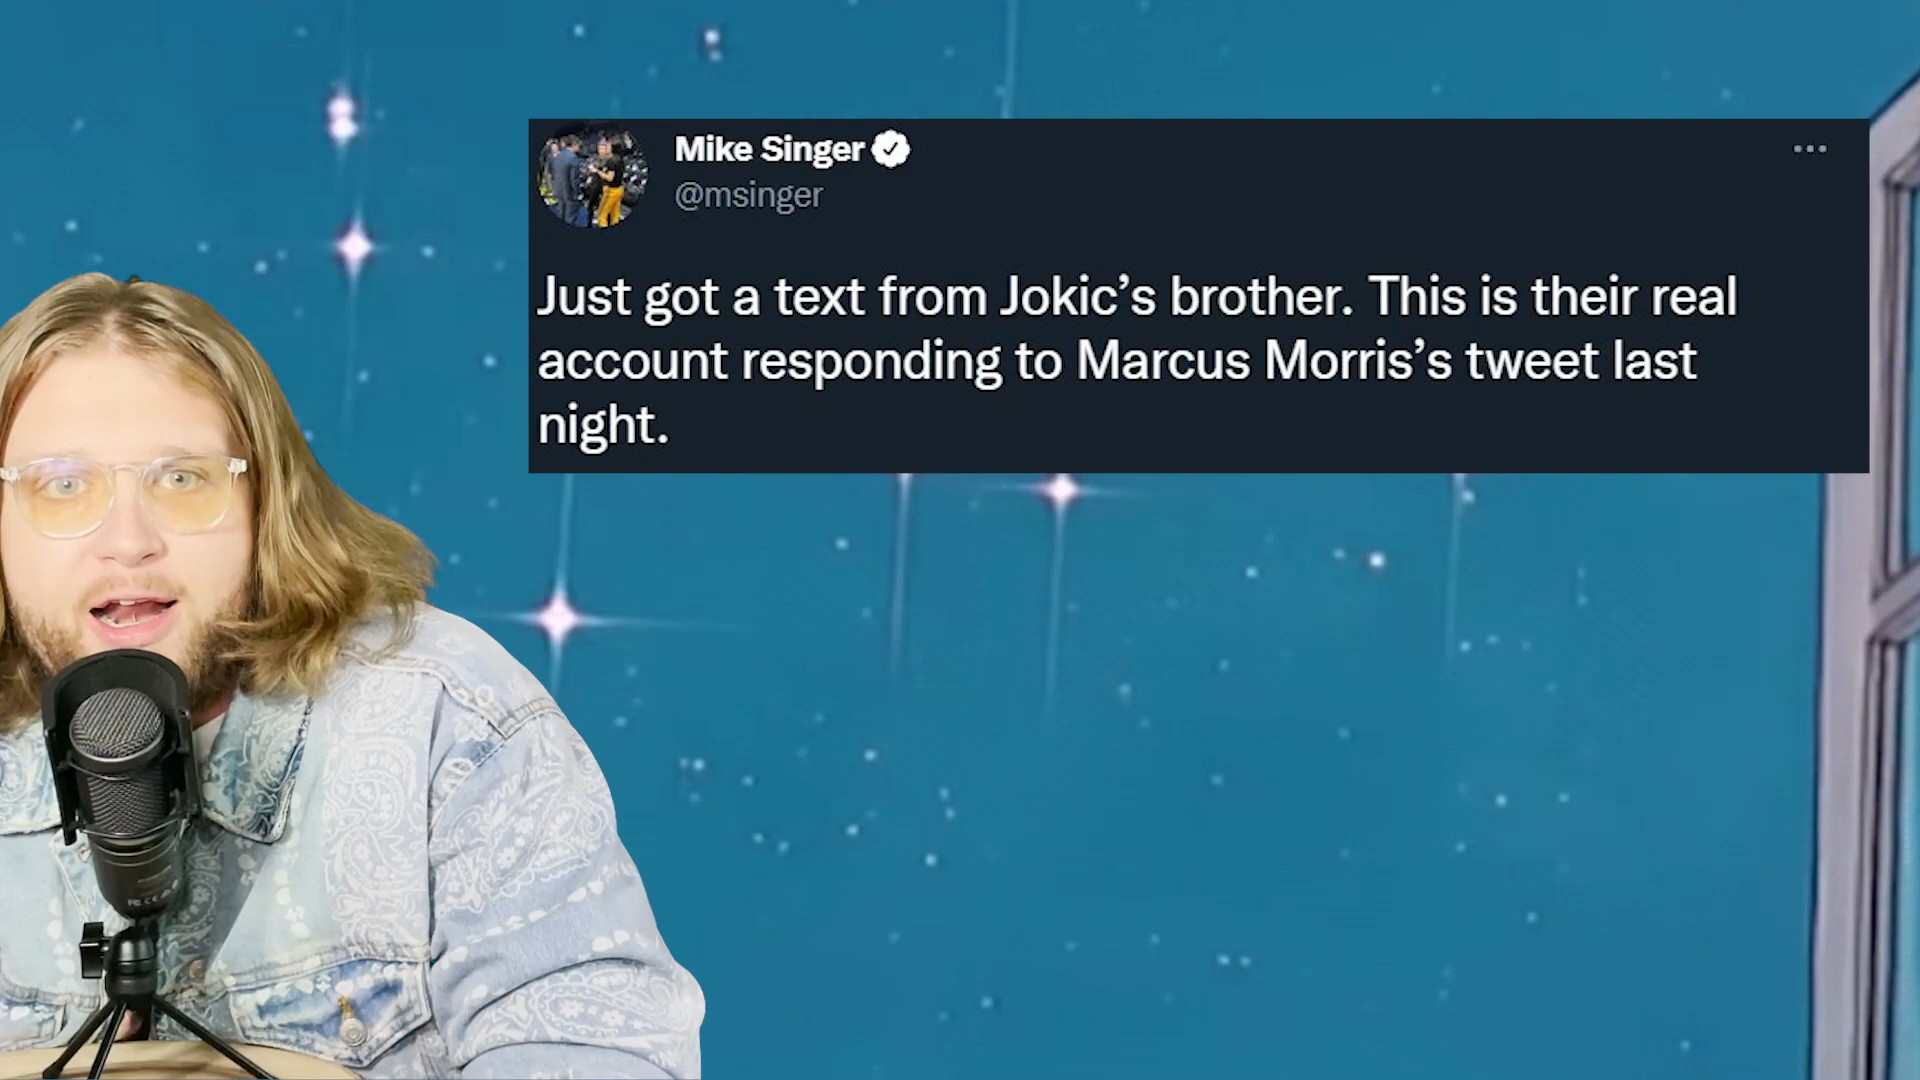 Mike Singer
@msinger
Just got a text from Jokic’s brother. This is their real
account responding to Marcus Morris’s tweet last
night.